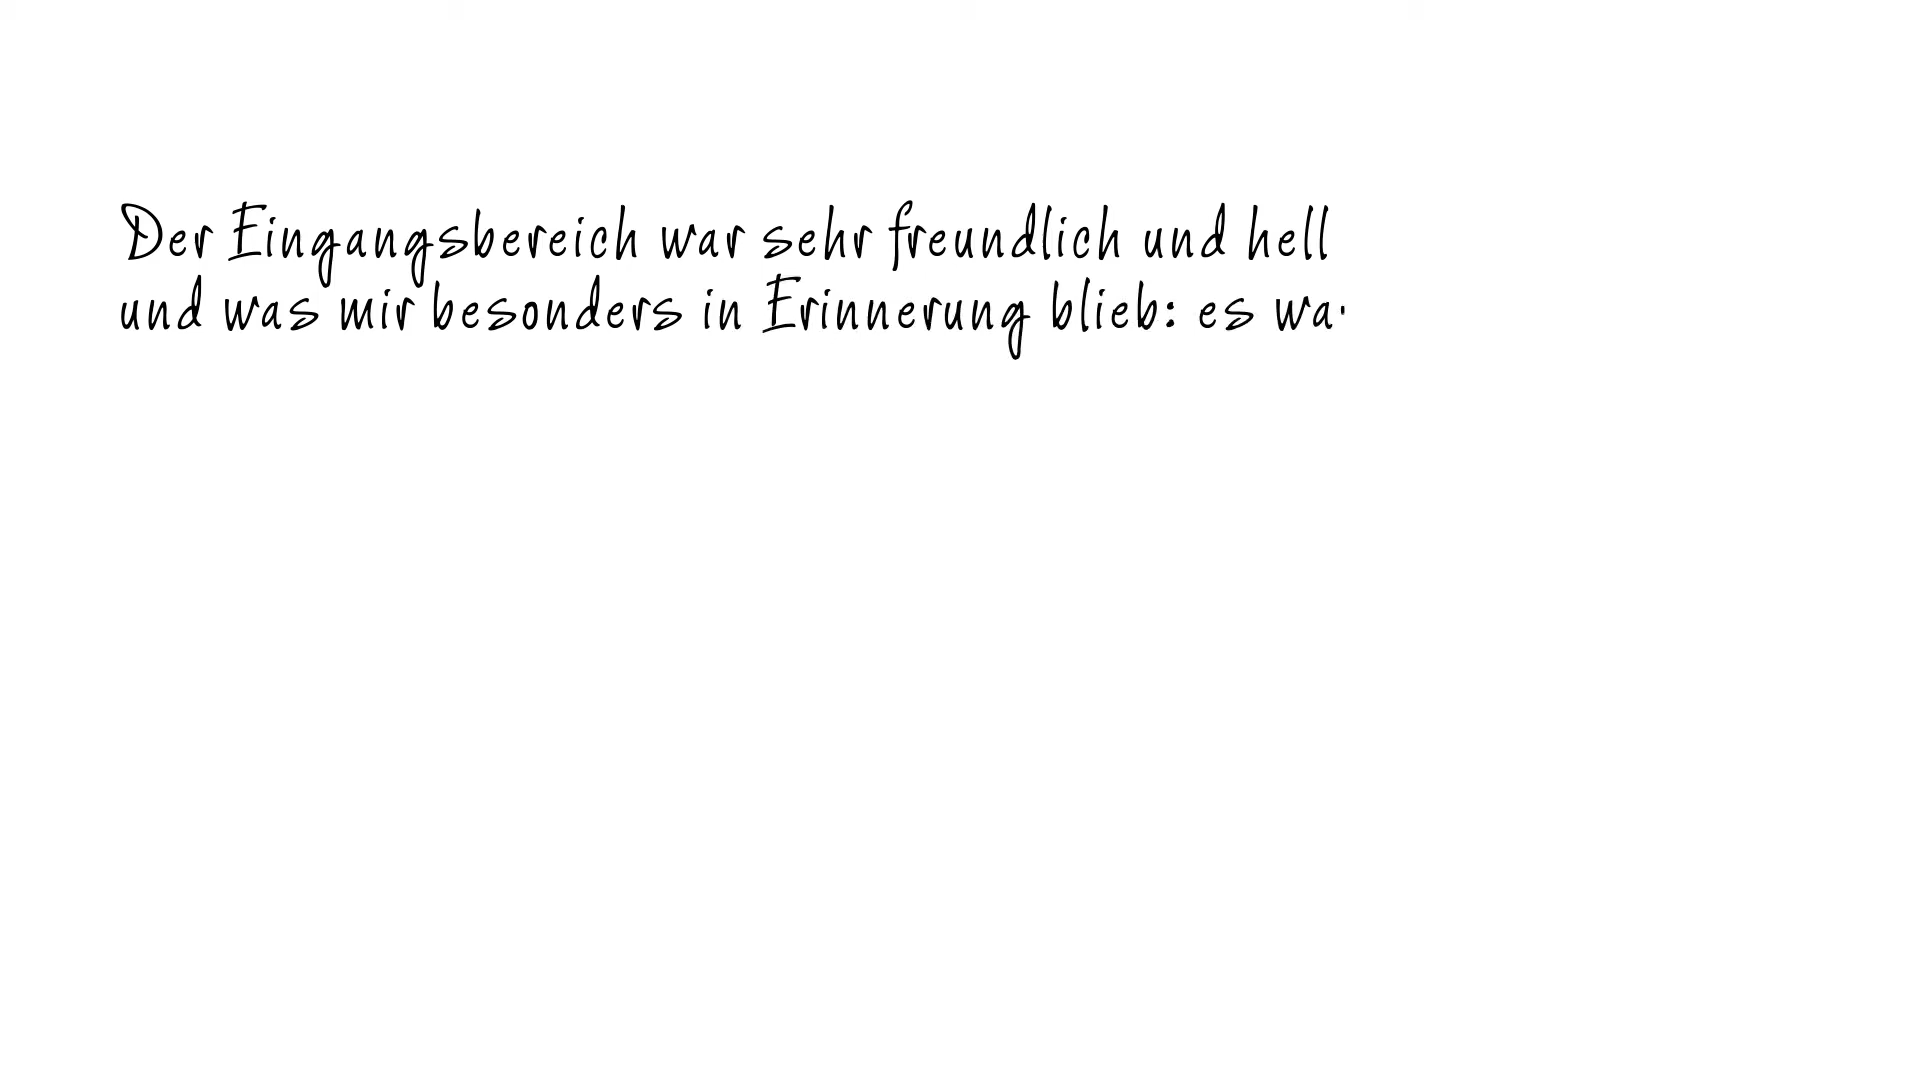 Der Eingangsbereich war sehr freundlich und hell
und was mir besonders in Erinnerung blieb: es wa